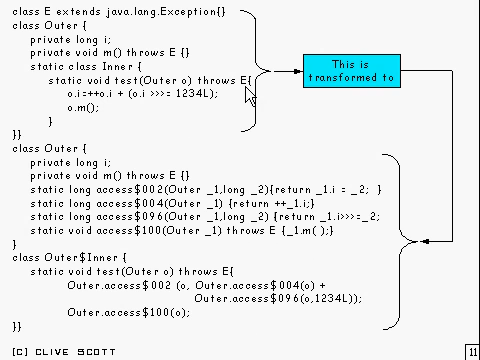 class E extends java.lang.Exception{}
class Outer {
private long i;
private void m() throws E {}
static class Inner {
static void test(Outer o) throws E{
o.i=++o.i + (o.i >>>= 1234L);
o.m();
}
}}
This is
transformed to
class Outer {
private long i;
private void m() throws E {}
static long access$002(Outer _1,long _2){return _1.i = _2; }
static long access$004(Outer _1) {return ++_1.i;}
static long access$096(Outer _1,long _2) {return _1.i>>>=_2;
static void access$100(Outer _1) throws E {_1.m( );}
}
class Outer$Inner {
static void test(Outer o) throws E{
Outer.access$002 (o, Outer.access$004(o) +
Outer.access$096(o,1234L));
Outer.access$100(o);
}}
(C) CLIVE SCOTT
11